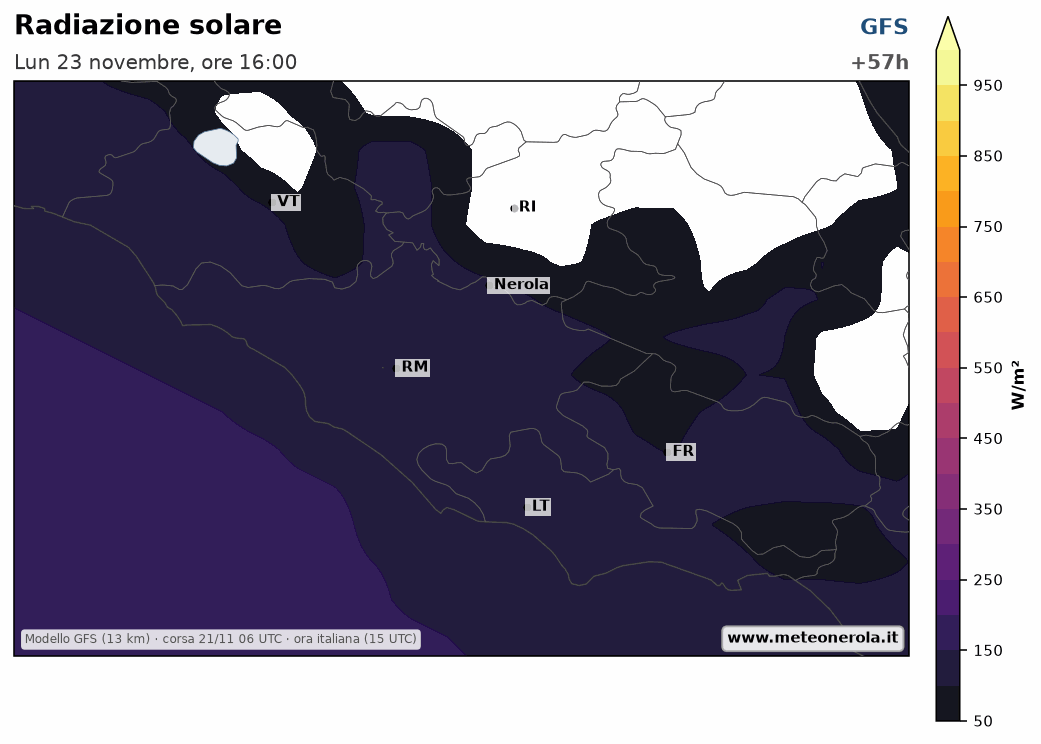 Radiazione solare
GFS
Lun 23 novembre, ore 16:00
+57h
950
850
750
650
550
450
350
250
150
50
W/m²
VT
RI
Nerola
RM
FR
LT
Modello GFS (13 km) · corsa 21/11 06 UTC · ora italiana (15 UTC)
www.meteonerola.it